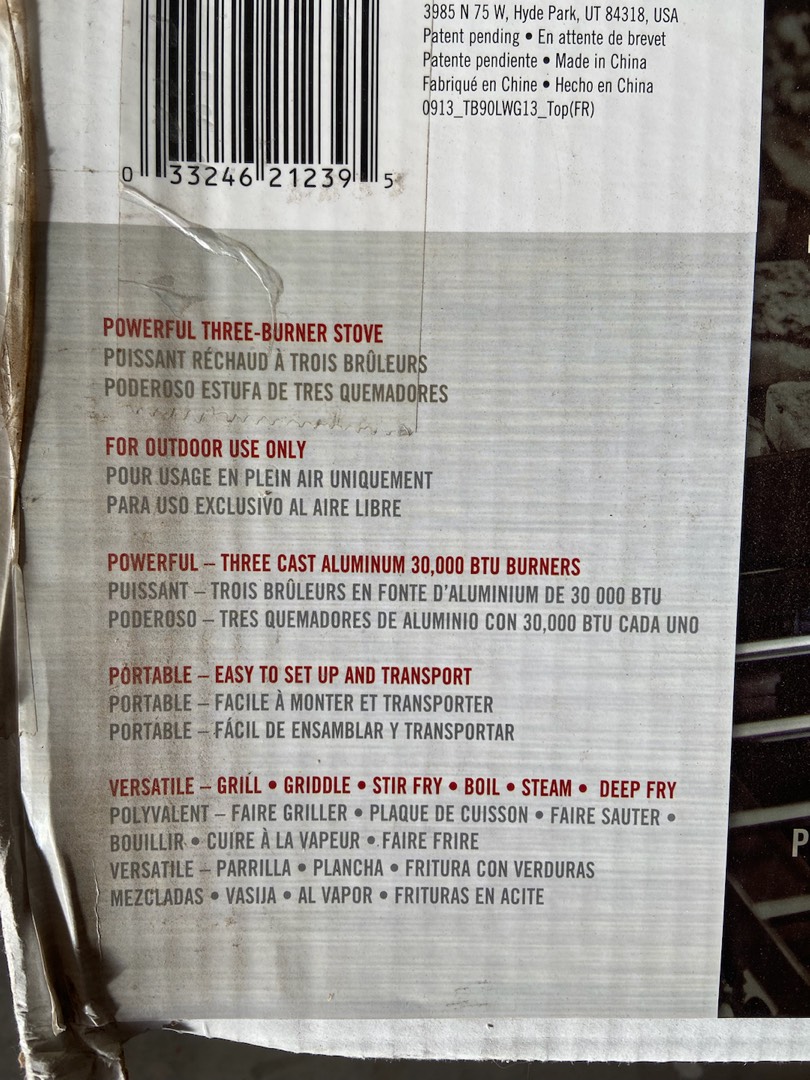 3985 N 75 W, Hyde Park, UT 84318, USA
Patent pending • En attente de brevet
Patente pendiente • Made in China
Fabriqué en Chine • Hecho en China
0913_TB90LWG13_Top(FR)
0 33246 21239 5
POWERFUL THREE-BURNER STOVE
PUISSANT RÉCHAUD À TROIS BRÛLEURS
PODEROSO ESTUFA DE TRES QUEMADORES
FOR OUTDOOR USE ONLY
POUR USAGE EN PLEIN AIR UNIQUEMENT
PARA USO EXCLUSIVO AL AIRE LIBRE
POWERFUL – THREE CAST ALUMINUM 30,000 BTU BURNERS
PUISSANT – TROIS BRÛLEURS EN FONTE D'ALUMINIUM DE 30 000 BTU
PODEROSO – TRES QUEMADORES DE ALUMINIO CON 30,000 BTU CADA UNO
PORTABLE – EASY TO SET UP AND TRANSPORT
PORTABLE – FACILE À MONTER ET TRANSPORTER
PORTABLE – FÁCIL DE ENSAMBLAR Y TRANSPORTAR
VERSATILE – GRILL • GRIDDLE • STIR FRY • BOIL • STEAM • DEEP FRY
POLYVALENT – FAIRE GRILLER • PLAQUE DE CUISSON • FAIRE SAUTER •
BOUILLIR • CUIRE À LA VAPEUR • FAIRE FRIRE
VERSATILE – PARRILLA • PLANCHA • FRITURA CON VERDURAS
MEZCLADAS • VASIJA • AL VAPOR • FRITURAS EN ACITE